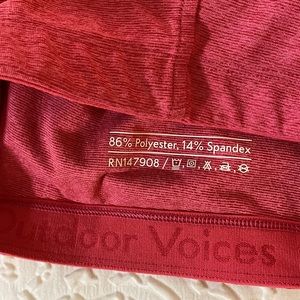 86% Polyester, 14% Spandex
RN147908 /
Outdoor Voices